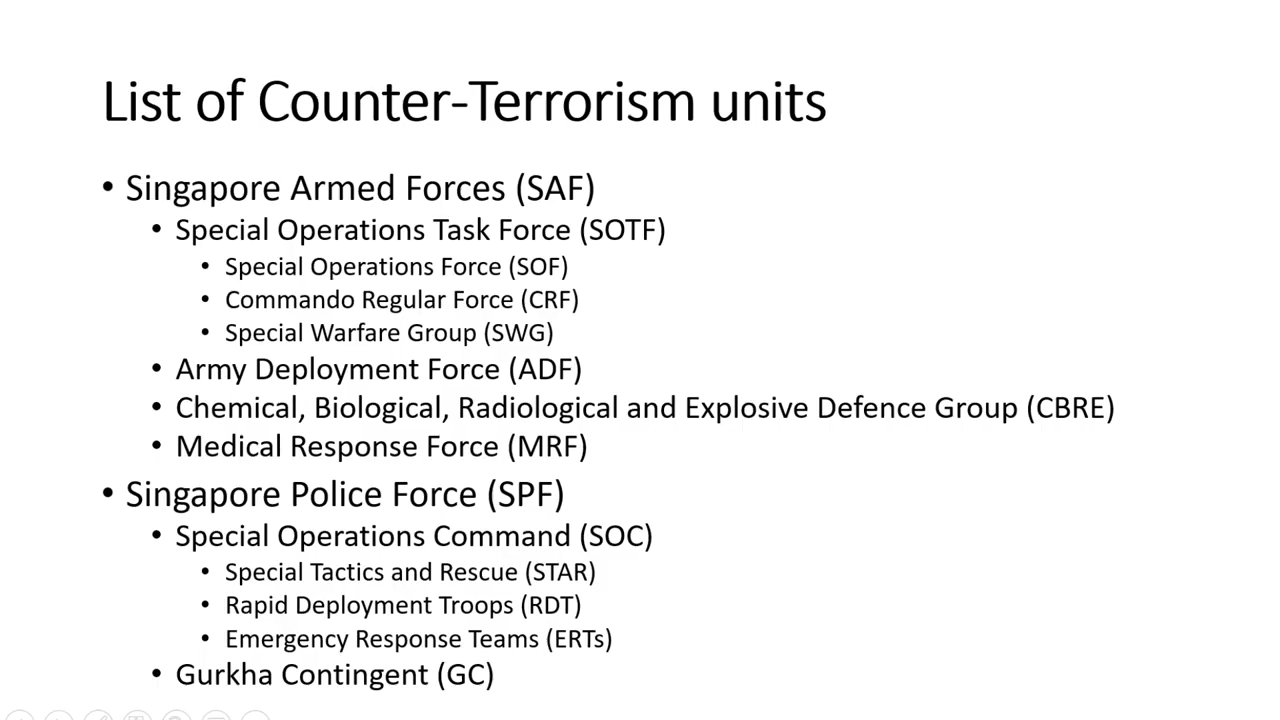 List of Counter-Terrorism units
• Singapore Armed Forces (SAF)
• Special Operations Task Force (SOTF)
• Special Operations Force (SOF)
• Commando Regular Force (CRF)
• Special Warfare Group (SWG)
• Army Deployment Force (ADF)
• Chemical, Biological, Radiological and Explosive Defence Group (CBRE)
• Medical Response Force (MRF)
• Singapore Police Force (SPF)
• Special Operations Command (SOC)
• Special Tactics and Rescue (STAR)
• Rapid Deployment Troops (RDT)
• Emergency Response Teams (ERTs)
• Gurkha Contingent (GC)